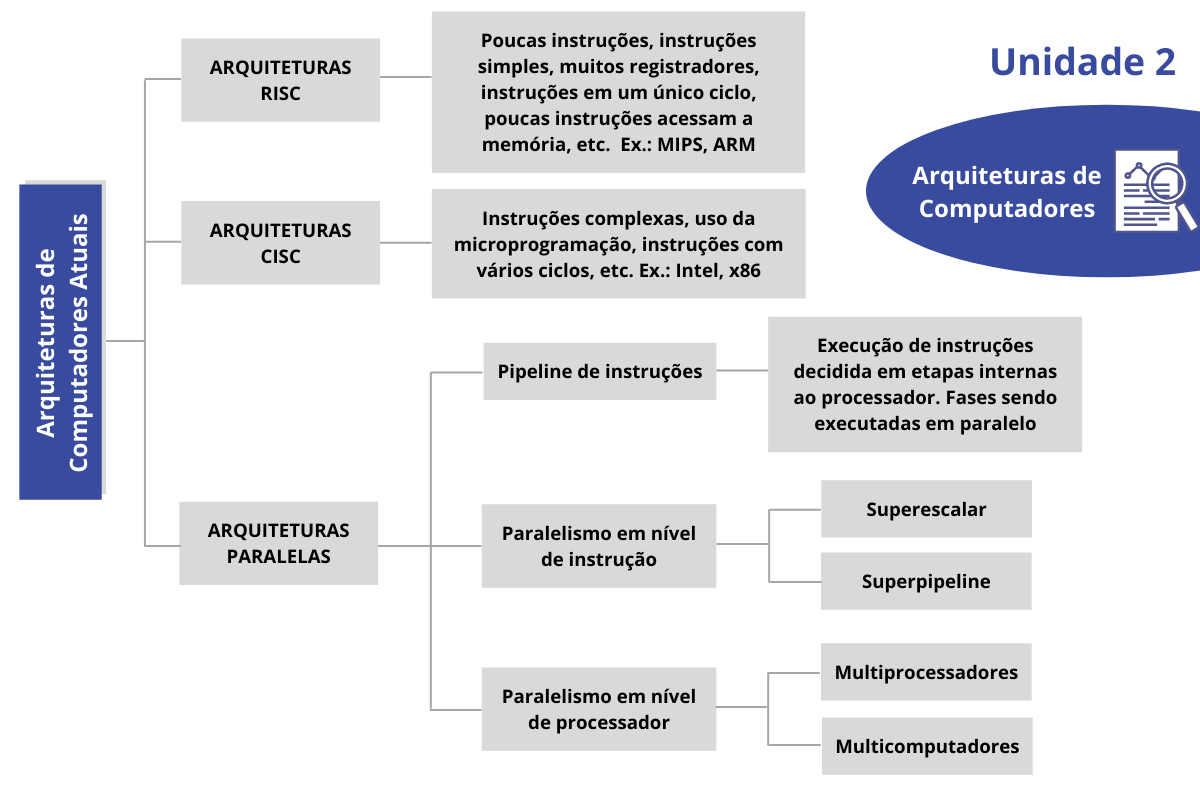 Unidade 2
Arquiteturas de
Computadores
Arquiteturas de
Computadores Atuais
ARQUITETURAS
RISC
Poucas instruções, instruções
simples, muitos registradores,
instruções em um único ciclo,
poucas instruções acessam a
memória, etc.  Ex.: MIPS, ARM
ARQUITETURAS
CISC
Instruções complexas, uso da
microprogramação, instruções com
vários ciclos, etc. Ex.: Intel, x86
ARQUITETURAS
PARALELAS
Pipeline de instruções
Execução de instruções
decidida em etapas internas
ao processador. Fases sendo
executadas em paralelo
Paralelismo em nível
de instrução
Superescalar
Superpipeline
Paralelismo em nível
de processador
Multiprocessadores
Multicomputadores